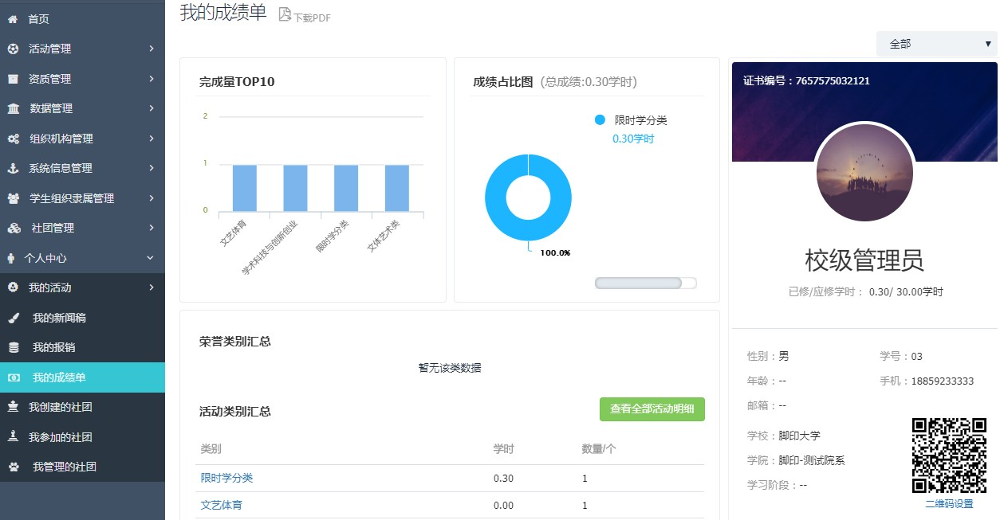 首页
活动管理
资质管理
数据管理
组织机构管理
系统信息管理
学生组织隶属管理
社团管理
个人中心
我的活动
我的新闻稿
我的报销
我的成绩单
我创建的社团
我参加的社团
我管理的社团
我的成绩单 下载PDF
全部
完成量TOP10
2
1
0
文艺体育
学术科技与创新创业
限时学分类
文体艺术类
成绩占比图 (总成绩:0.30学时)
限时学分类
0.30学时
100.0%
荣誉类别汇总
暂无该类数据
活动类别汇总 查看全部活动明细
类别 学时 数量/个
限时学分类 0.30 1
文艺体育 0.00 1
证书编号：7657575032121
校级管理员
已修/应修学时： 0.30/ 30.00学时
性别：男 学号：03
年龄：-- 手机：18859233333
邮箱：--
学校：脚印大学
学院：脚印-测试院系
学习阶段：--
二维码设置